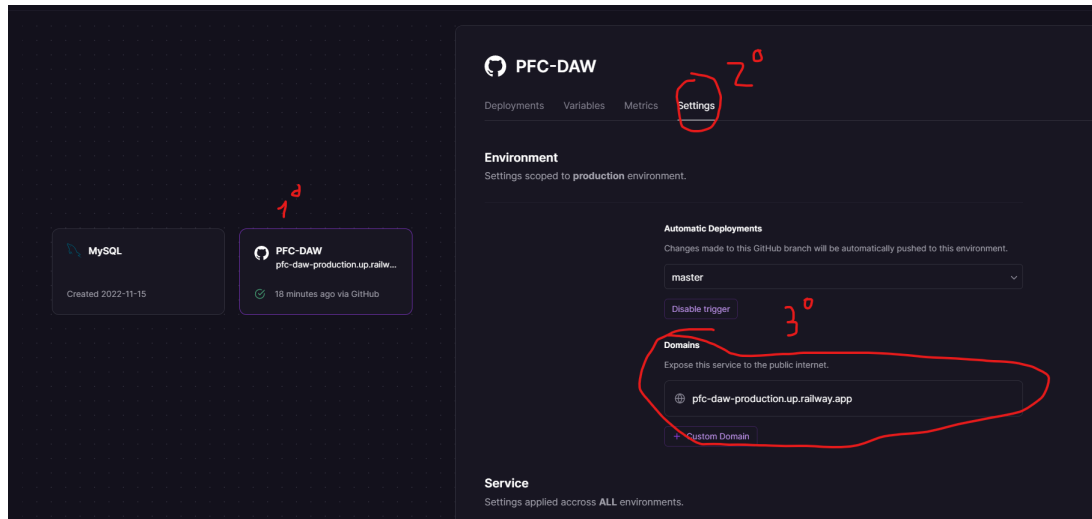 PFC-DAW
2º
Deployments Variables Metrics Settings
Environment
Settings scoped to production environment.
1º
MySQL
Created 2022-11-15
PFC-DAW
pfc-daw-production.up.railw...
18 minutes ago via GitHub
Automatic Deployments
Changes made to this GitHub branch will be automatically pushed to this environment.
master
Disable trigger
3º
Domains
Expose this service to the public internet.
pfc-daw-production.up.railway.app
+ Custom Domain
Service
Settings applied accross ALL environments.